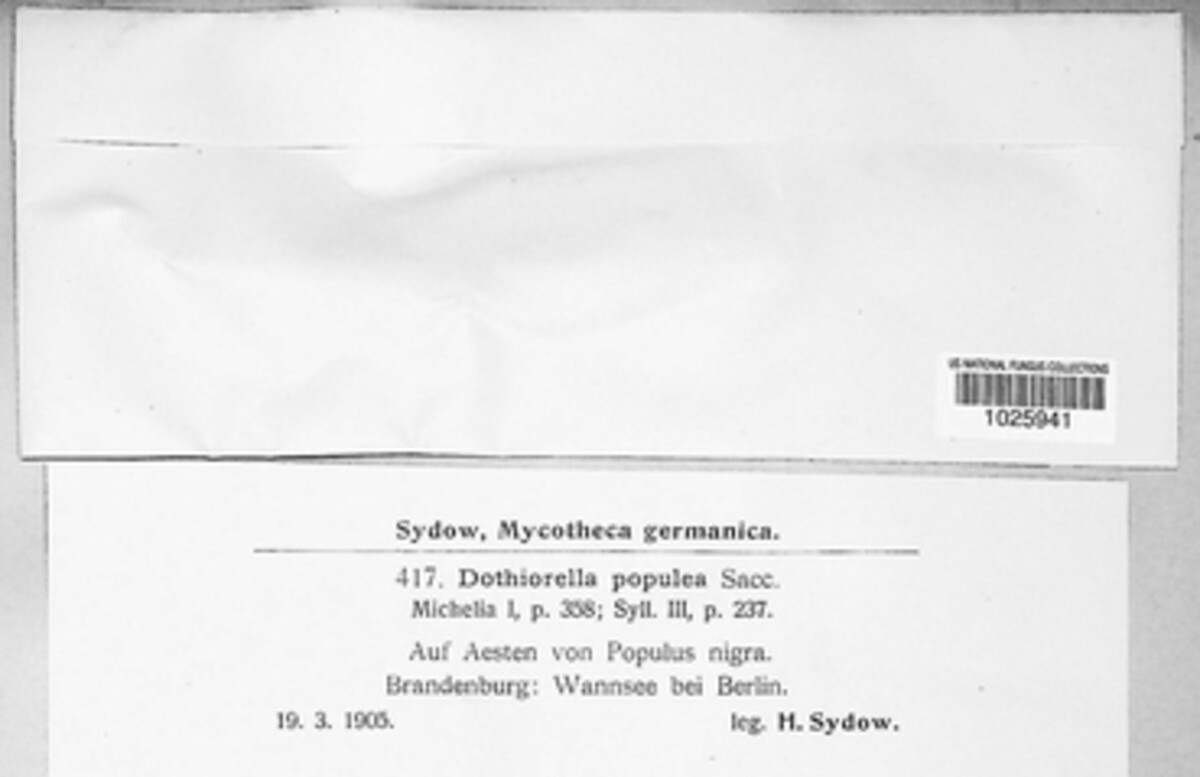 US NATIONAL FUNGUS COLLECTIONS
1025941
Sydow, Mycotheca germanica.
417. Dothiorella populea Sacc.
Michelia I, p. 358; Syll. III, p. 237.
Auf Aesten von Populus nigra.
Brandenburg: Wannsee bei Berlin.
19. 3. 1905. leg. H. Sydow.